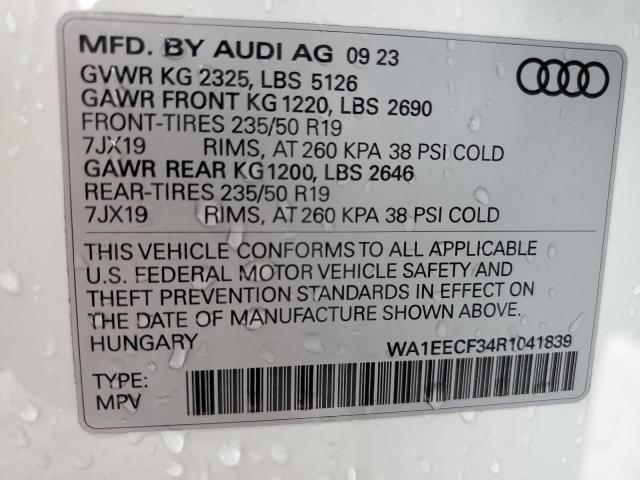 MFD. BY AUDI AG 09 23
GVWR KG 2325, LBS 5126
GAWR FRONT KG 1220, LBS 2690
FRONT-TIRES 235/50 R19
7JX19 RIMS, AT 260 KPA 38 PSI COLD
GAWR REAR KG 1200, LBS 2646
REAR-TIRES 235/50 R19
7JX19 RIMS, AT 260 KPA 38 PSI COLD
THIS VEHICLE CONFORMS TO ALL APPLICABLE
U.S. FEDERAL MOTOR VEHICLE SAFETY AND
THEFT PREVENTION STANDARDS IN EFFECT ON
THE DATE OF MANUFACTURE SHOWN ABOVE.
HUNGARY WA1EECF34R1041839
TYPE:
MPV